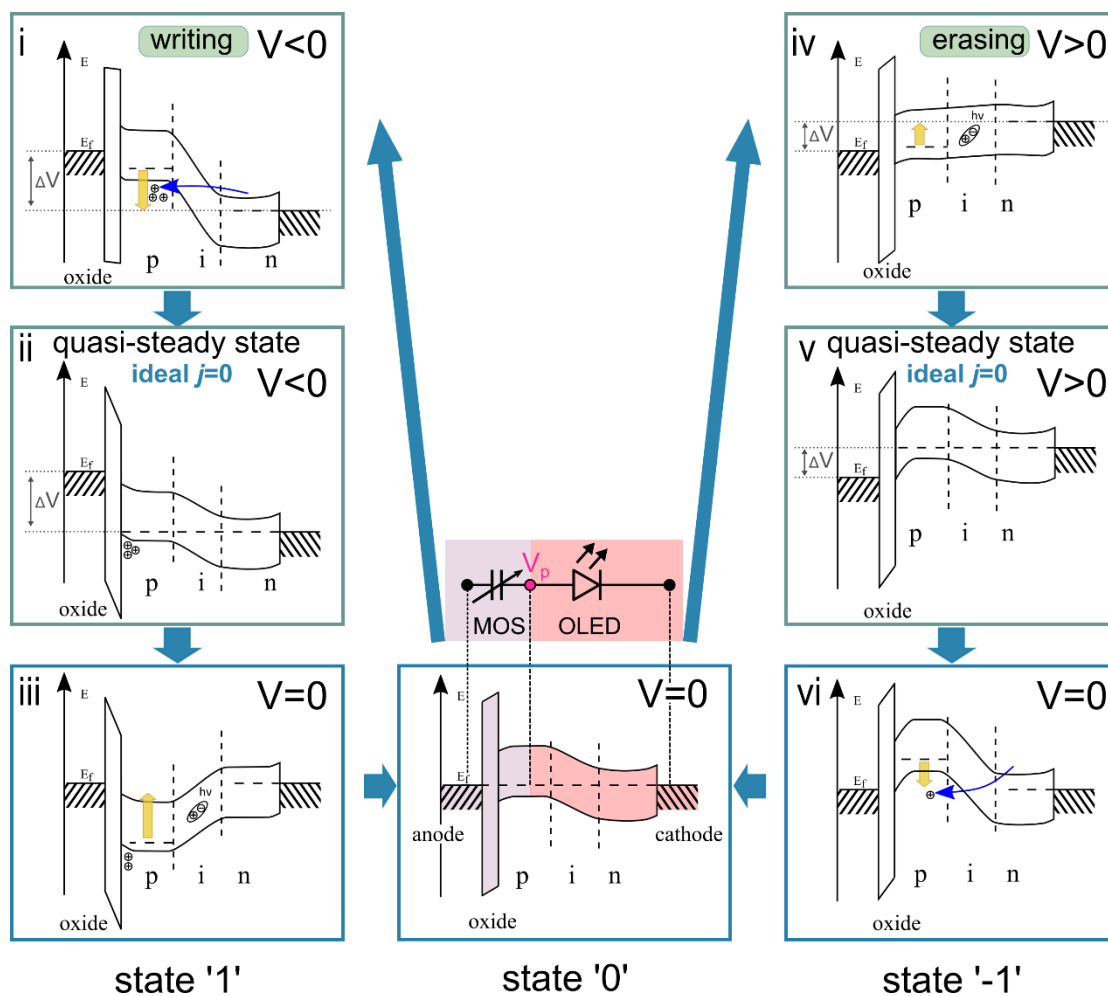 i
writing
V<0
E
Ef
ΔV
p
i
n
oxide
ii
quasi-steady state
ideal j=0
V<0
E
Ef
ΔV
p
i
n
oxide
iii
V=0
E
Ef
hν
p
i
n
oxide
state '1'
Vp
MOS
OLED
V=0
E
Ef
anode
cathode
p
i
n
oxide
state '0'
iv
erasing
V>0
E
hν
Ef
ΔV
p
i
n
oxide
v
quasi-steady state
ideal j=0
V>0
E
Ef
ΔV
p
i
n
oxide
vi
V=0
E
Ef
p
i
n
oxide
state '-1'